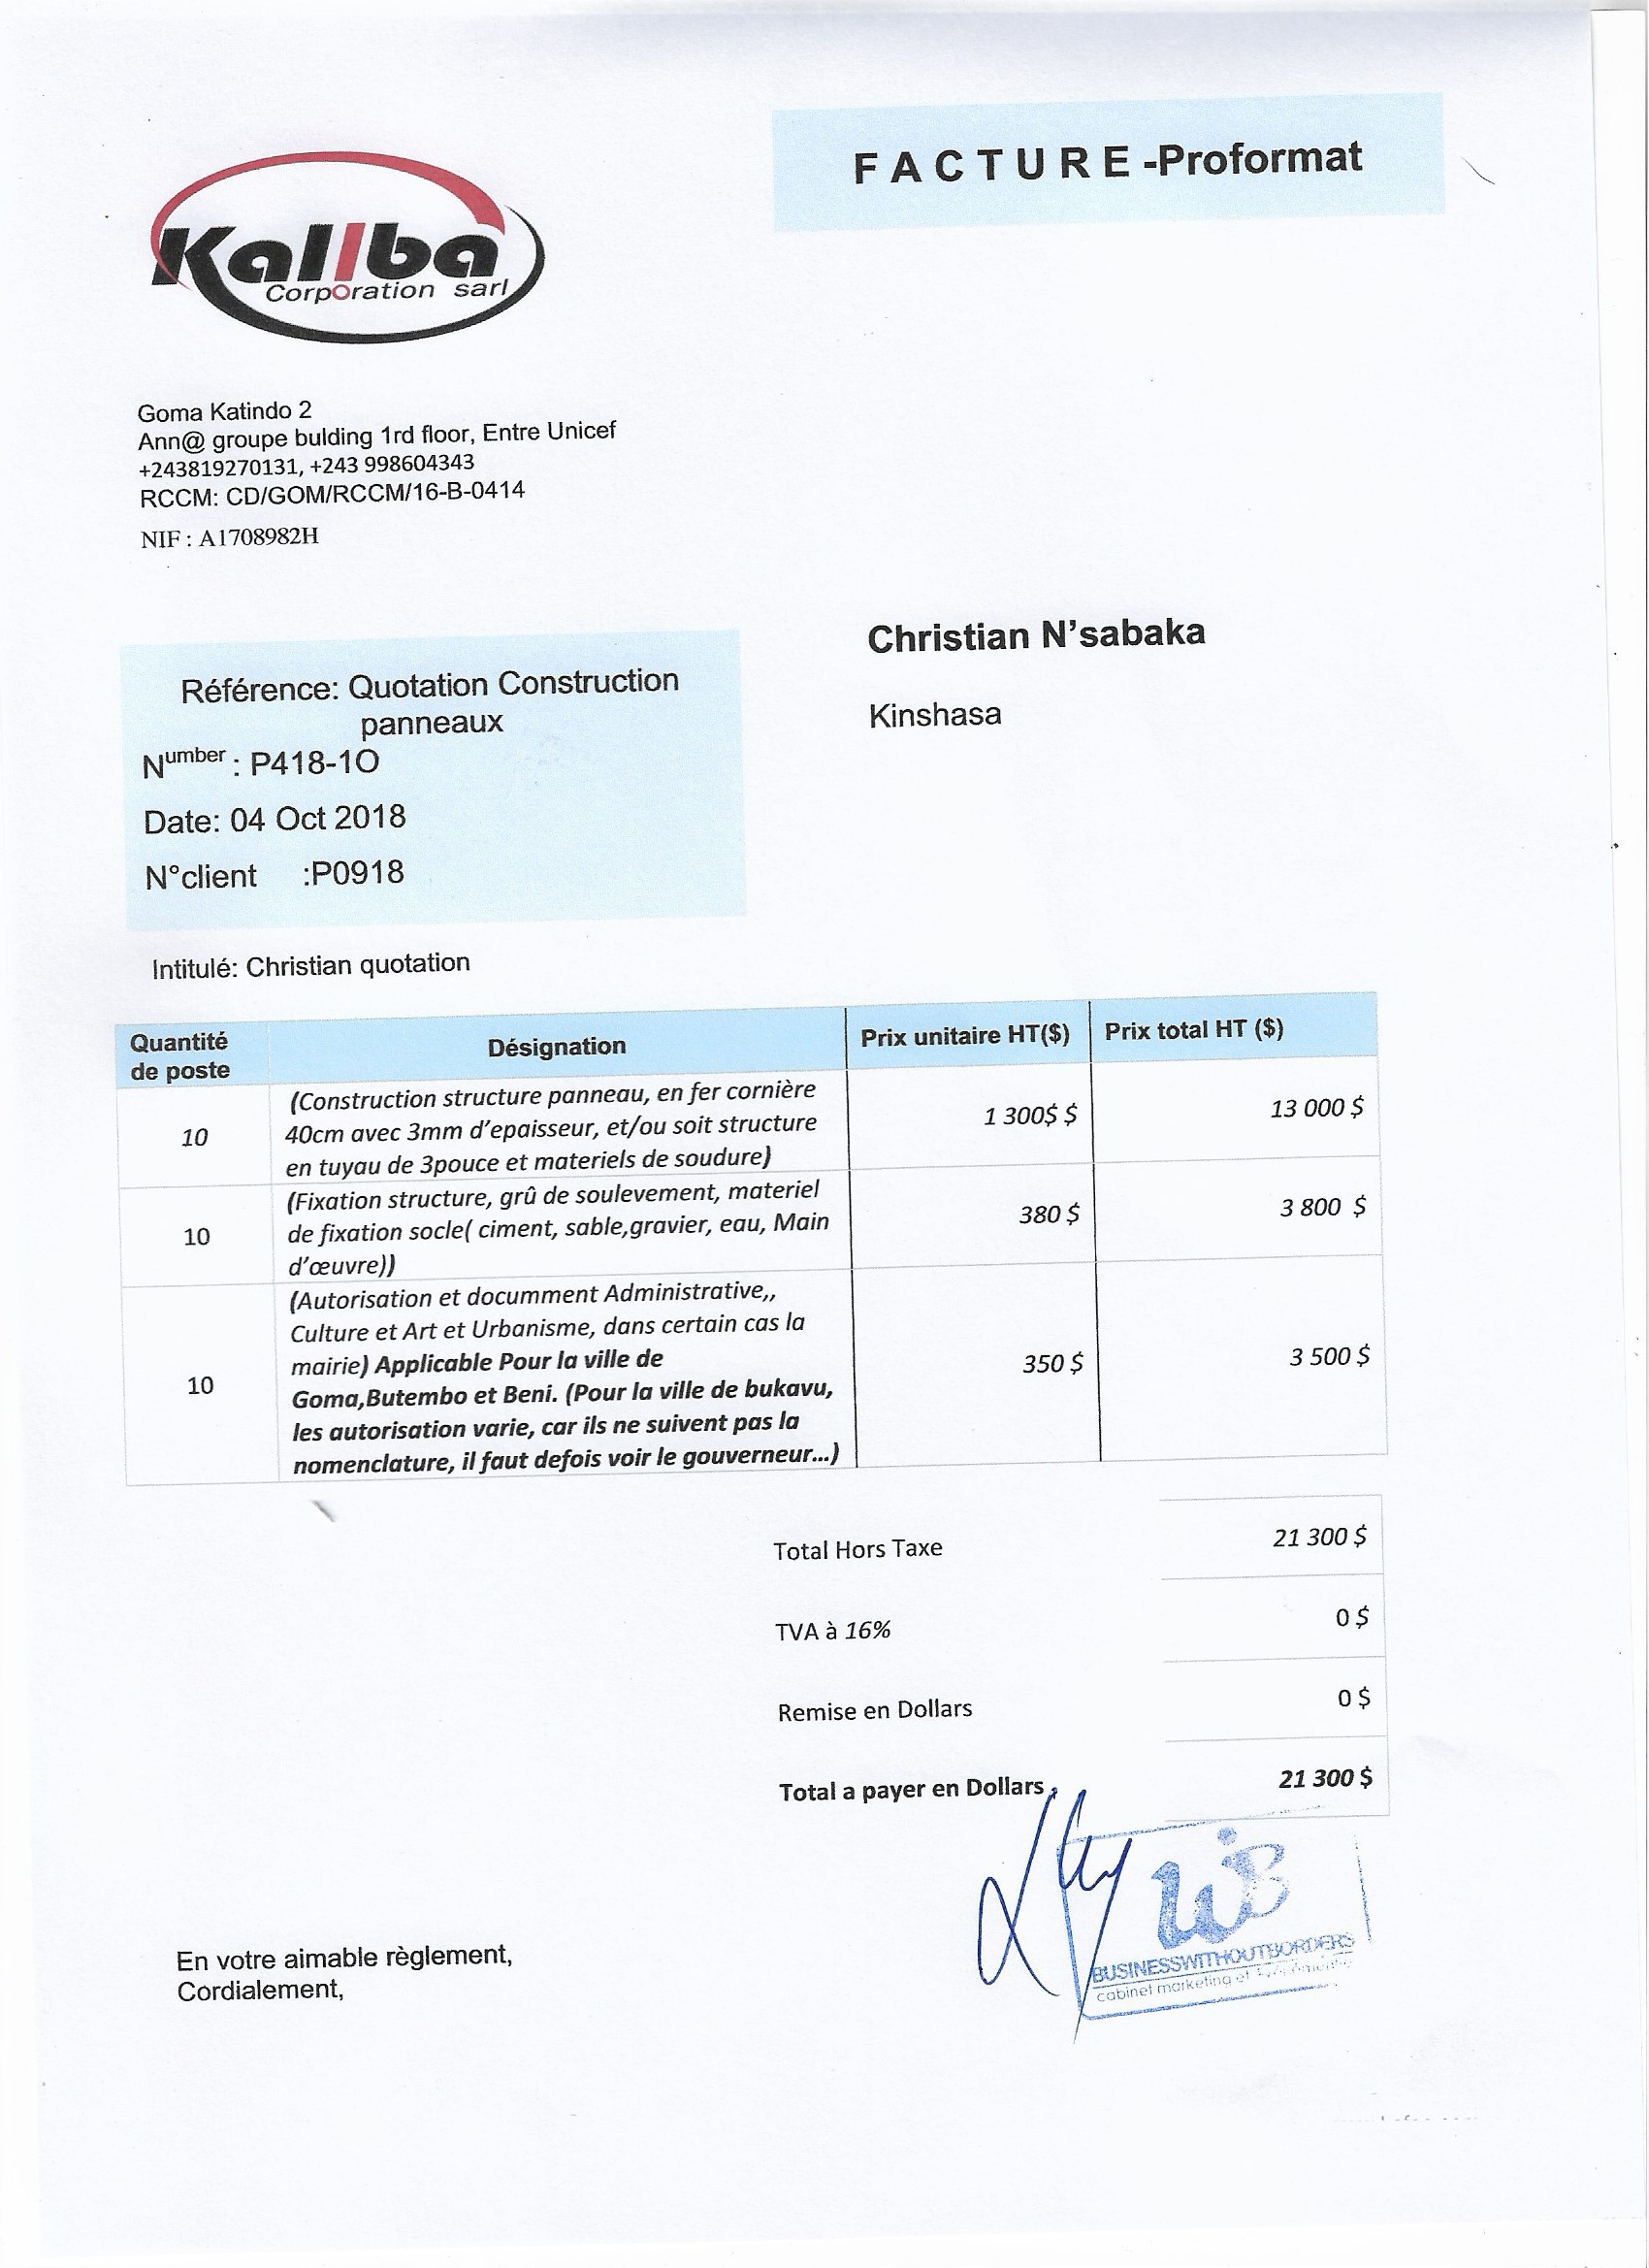 F A C T U R E -Proformat
Kalıba
Corporation sarl
Goma Katindo 2
Ann@ groupe bulding 1rd floor, Entre Unicef
+243819270131, +243 998604343
RCCM: CD/GOM/RCCM/16-B-0414
NIF : A1708982H
Christian N'sabaka
Kinshasa
Référence: Quotation Construction
panneaux
Number : P418-1O
Date: 04 Oct 2018
N°client :P0918
Intitulé: Christian quotation
Quantité de poste Désignation Prix unitaire HT($) Prix total HT ($)
(Construction structure panneau, en fer cornière
10 40cm avec 3mm d'epaisseur, et/ou soit structure 1 300$ $ 13 000 $
en tuyau de 3pouce et materiels de soudure)
(Fixation structure, grû de soulevement, materiel
10 de fixation socle( ciment, sable,gravier, eau, Main 380 $ 3 800 $
d'œuvre))
(Autorisation et documment Administrative,,
Culture et Art et Urbanisme, dans certain cas la
mairie) Applicable Pour la ville de
10 Goma,Butembo et Beni. (Pour la ville de bukavu, 350 $ 3 500 $
les autorisation varie, car ils ne suivent pas la
nomenclature, il faut defois voir le gouverneur...)
Total Hors Taxe 21 300 $
TVA à 16% 0 $
Remise en Dollars 0 $
Total a payer en Dollars 21 300 $
En votre aimable règlement,
Cordialement,
WB
BUSINESSWITHOUTBORDERS
cabinet marketing et